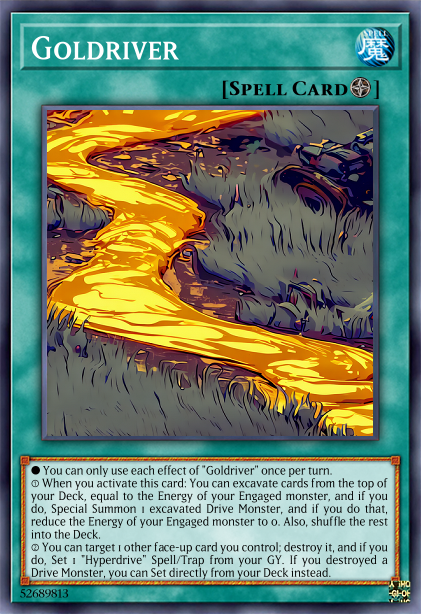 GOLDRIVER
SPELL
魔
[SPELL CARD]
● You can only use each effect of "Goldriver" once per turn.
① When you activate this card: You can excavate cards from the top of
your Deck, equal to the Energy of your Engaged monster, and if you
do, Special Summon 1 excavated Drive Monster, and if you do that,
reduce the Energy of your Engaged monster to 0. Also, shuffle the rest
into the Deck.
② You can target 1 other face-up card you control; destroy it, and if you
do, Set 1 "Hyperdrive" Spell/Trap from your GY. If you destroyed a
Drive Monster, you can Set directly from your Deck instead.
52689813